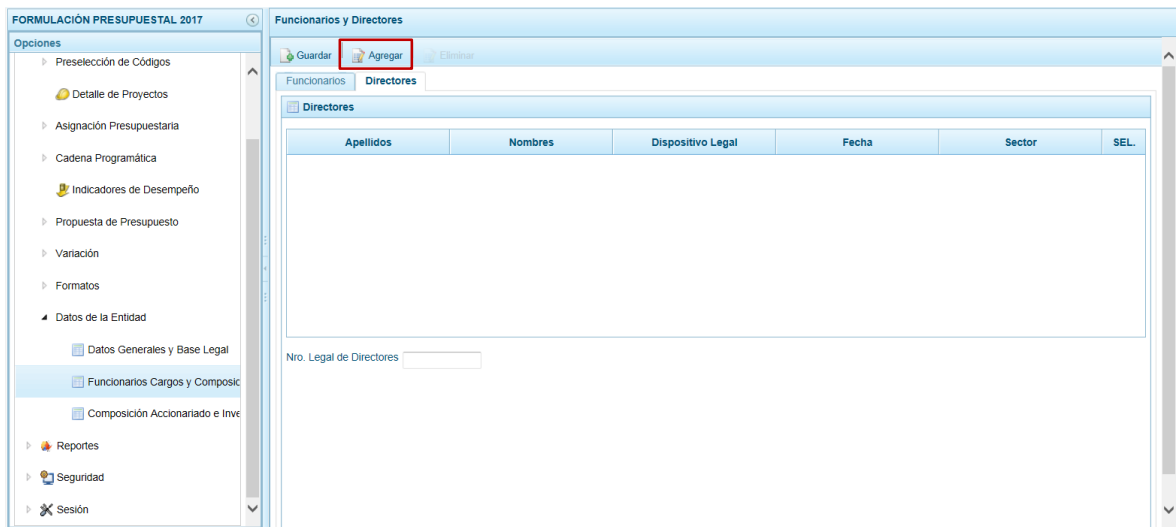 FORMULACIÓN PRESUPUESTAL 2017
Opciones
Preselección de Códigos
Detalle de Proyectos
Asignación Presupuestaria
Cadena Programática
Indicadores de Desempeño
Propuesta de Presupuesto
Variación
Formatos
Datos de la Entidad
Datos Generales y Base Legal
Funcionarios Cargos y Composic
Composición Accionariado e Inve
Reportes
Seguridad
Sesión
Funcionarios y Directores
Guardar Agregar Eliminar
Funcionarios Directores
Directores
Apellidos Nombres Dispositivo Legal Fecha Sector SEL.
Nro. Legal de Directores